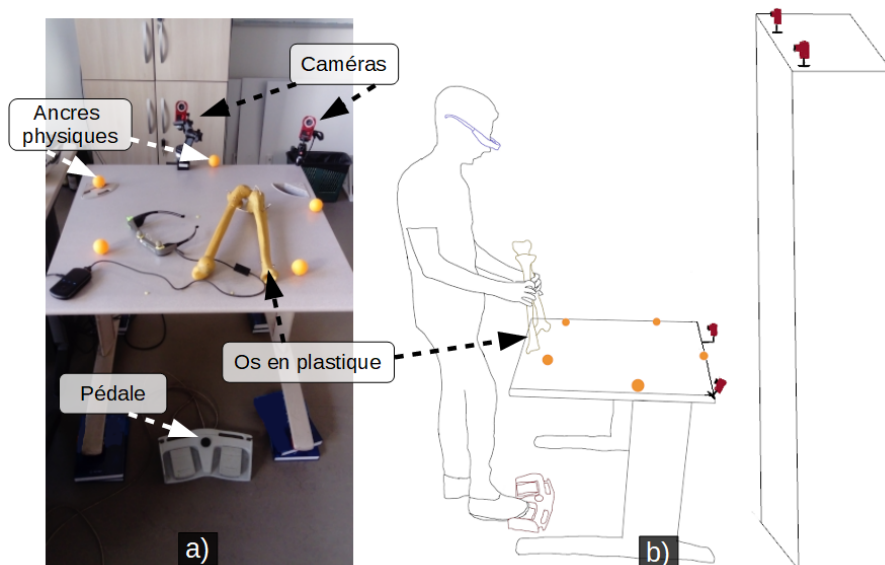 Caméras
Ancres
physiques
Os en plastique
Pédale
a)
b)